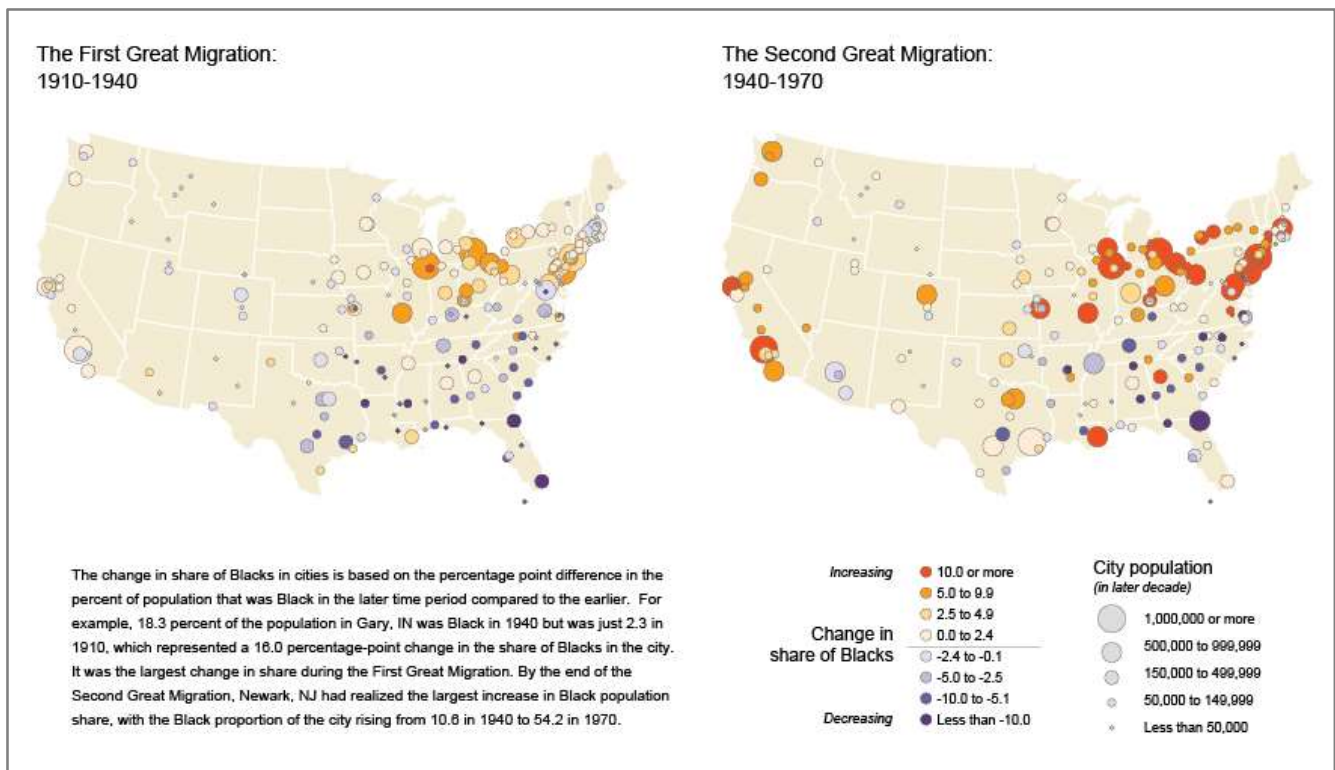 The First Great Migration:
1910-1940
The Second Great Migration:
1940-1970
The change in share of Blacks in cities is based on the percentage point difference in the
percent of population that was Black in the later time period compared to the earlier. For
example, 18.3 percent of the population in Gary, IN was Black in 1940 but was just 2.3 in
1910, which represented a 16.0 percentage-point change in the share of Blacks in the city.
It was the largest change in share during the First Great Migration. By the end of the
Second Great Migration, Newark, NJ had realized the largest increase in Black population
share, with the Black proportion of the city rising from 10.6 in 1940 to 54.2 in 1970.
Increasing
Change in
share of Blacks
Decreasing
10.0 or more
5.0 to 9.9
2.5 to 4.9
0.0 to 2.4
-2.4 to -0.1
-5.0 to -2.5
-10.0 to -5.1
Less than -10.0
City population
(in later decade)
1,000,000 or more
500,000 to 999,999
150,000 to 499,999
50,000 to 149,999
Less than 50,000